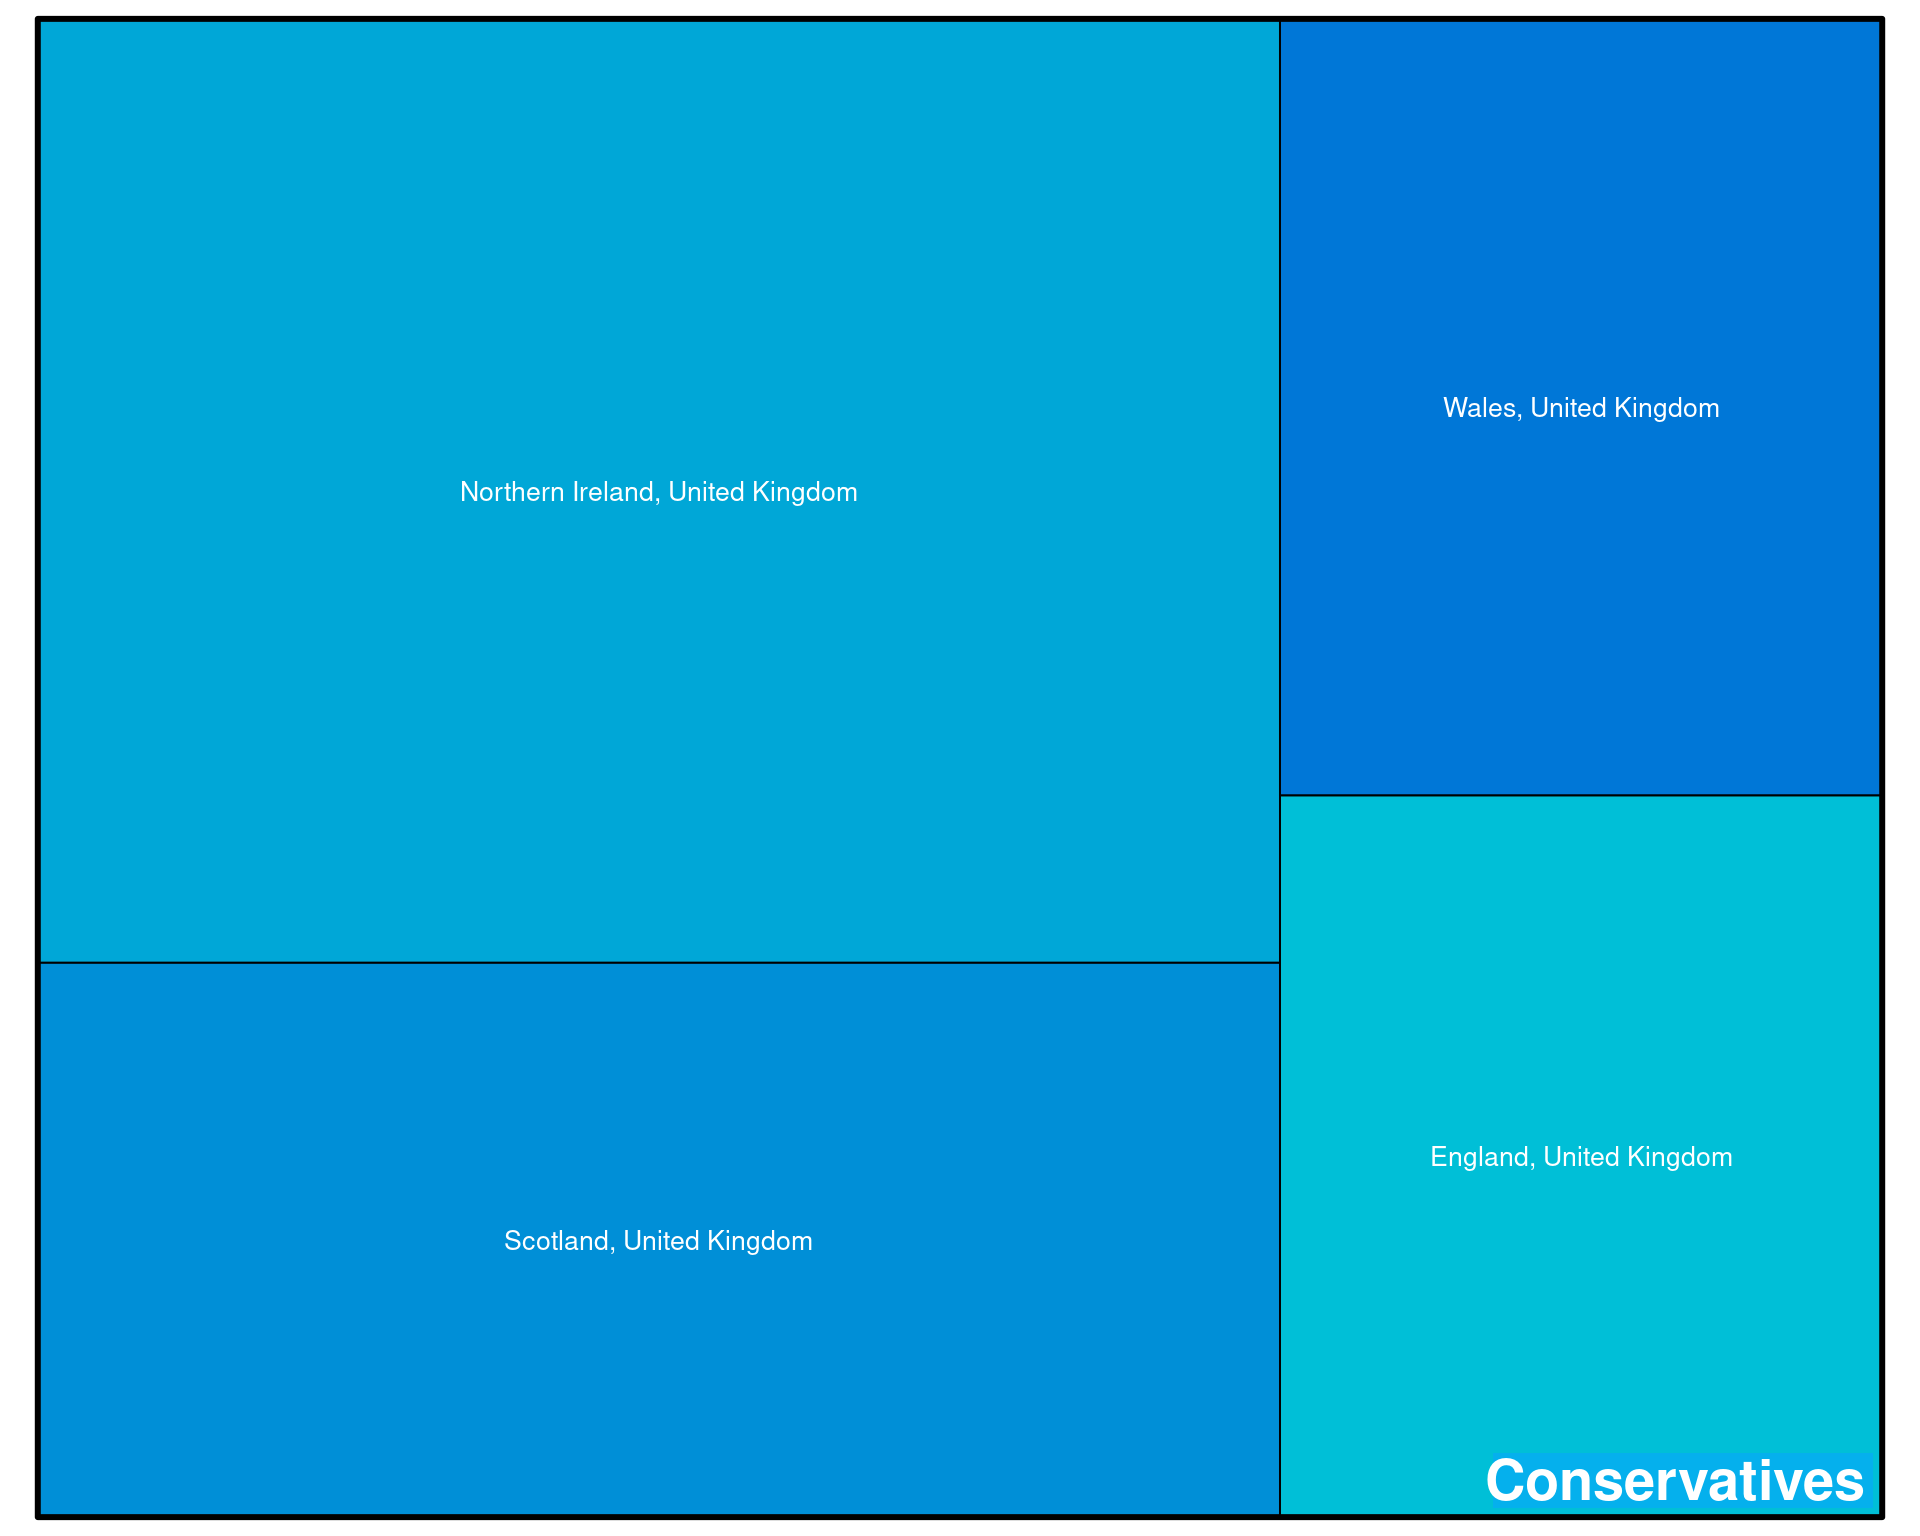 Wales, United Kingdom
Northern Ireland, United Kingdom
England, United Kingdom
Scotland, United Kingdom
Conservatives